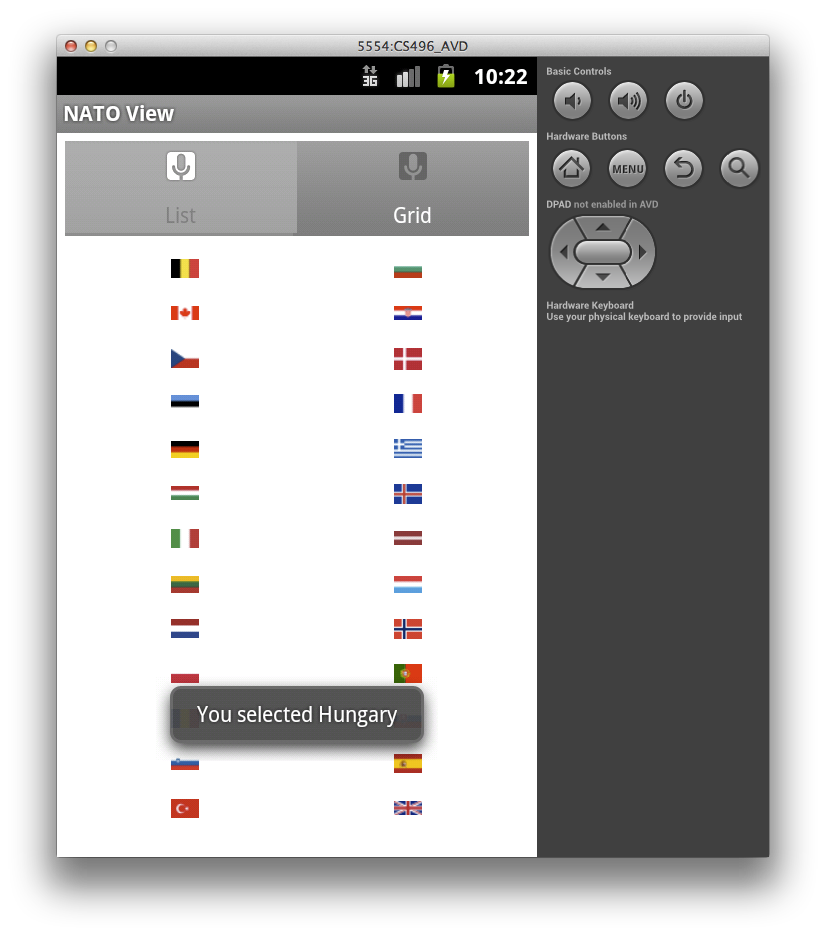 5554:CS496_AVD
3G
10:22
NATO View
List
Grid
You selected Hungary
Basic Controls
Hardware Buttons
MENU
DPAD not enabled in AVD
Hardware Keyboard
Use your physical keyboard to provide input